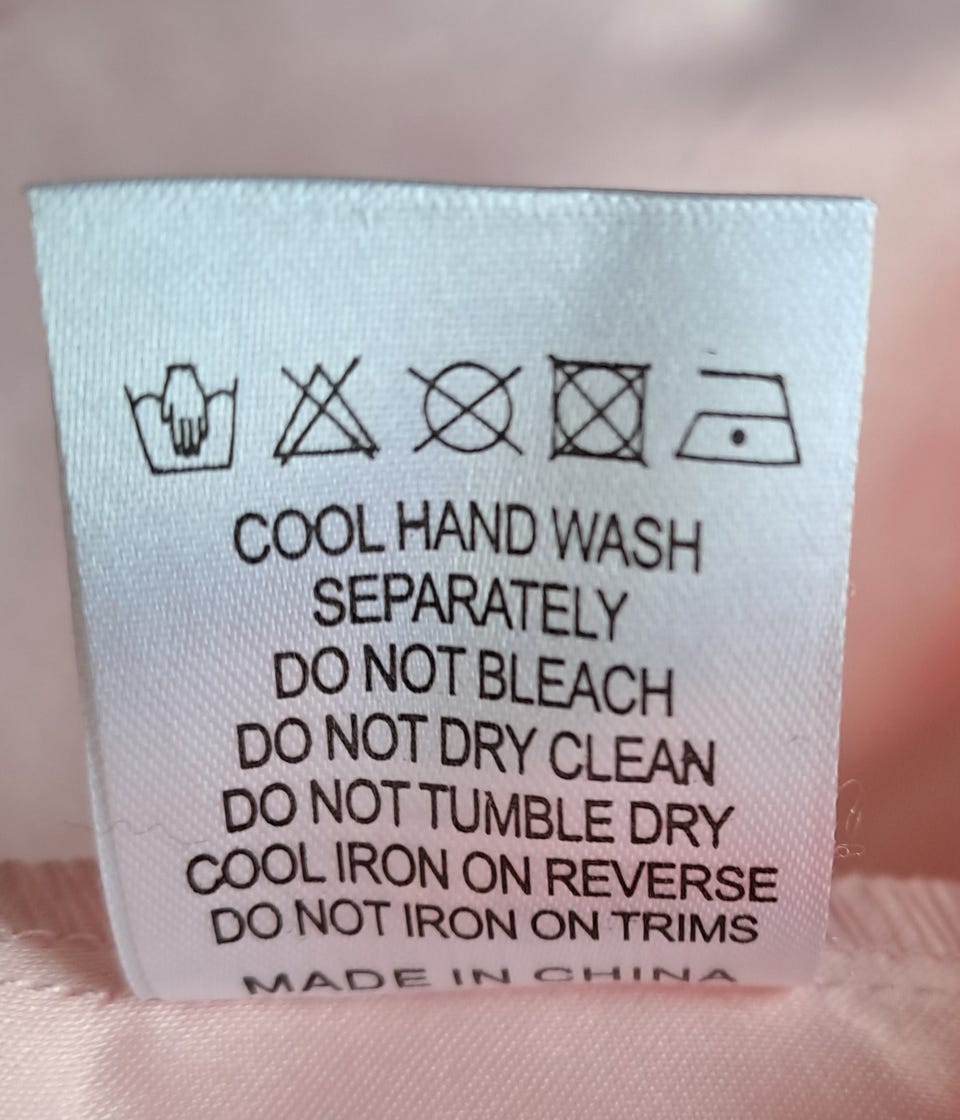 COOL HAND WASH
SEPARATELY
DO NOT BLEACH
DO NOT DRY CLEAN
DO NOT TUMBLE DRY
COOL IRON ON REVERSE
DO NOT IRON ON TRIMS
MADE IN CHINA